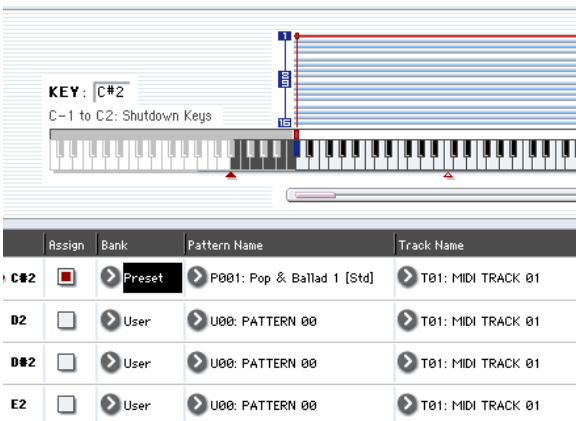 1
KEY: C#2
C-1 to C2: Shutdown Keys
16
Assign Bank Pattern Name Track Name
C#2 Preset P001: Pop & Ballad 1 [Std] T01: MIDI TRACK 01
D2 User U00: PATTERN 00 T01: MIDI TRACK 01
D#2 User U00: PATTERN 00 T01: MIDI TRACK 01
E2 User U00: PATTERN 00 T01: MIDI TRACK 01